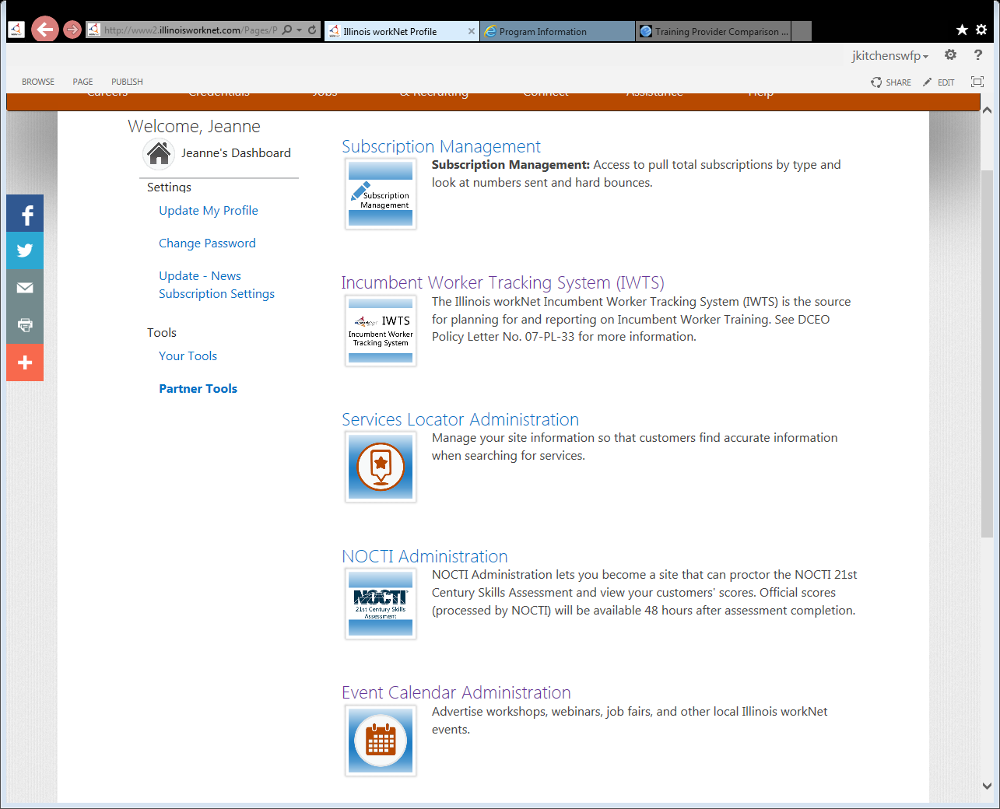 http://www2.illinoisworknet.com/Pages/P
Illinois workNet Profile
Program Information
Training Provider Comparison ...
jkitchenswfp
?
BROWSE
PAGE
PUBLISH
SHARE
EDIT
Careers
Credentials
Jobs
& Recruiting
Connect
Assistance
Help
Welcome, Jeanne
Jeanne's Dashboard
Settings
Update My Profile
Change Password
Update - News
Subscription Settings
Tools
Your Tools
Partner Tools
Subscription Management
Subscription
Management
Subscription Management: Access to pull total subscriptions by type and
look at numbers sent and hard bounces.
Incumbent Worker Tracking System (IWTS)
IWTS
Incumbent Worker
Tracking System
The Illinois workNet Incumbent Worker Tracking System (IWTS) is the source
for planning for and reporting on Incumbent Worker Training. See DCEO
Policy Letter No. 07-PL-33 for more information.
Services Locator Administration
Manage your site information so that customers find accurate information
when searching for services.
NOCTI Administration
NOCTI
21st Century Skills
Assessment
NOCTI Administration lets you become a site that can proctor the NOCTI 21st
Century Skills Assessment and view your customers' scores. Official scores
(processed by NOCTI) will be available 48 hours after assessment completion.
Event Calendar Administration
Advertise workshops, webinars, job fairs, and other local Illinois workNet
events.